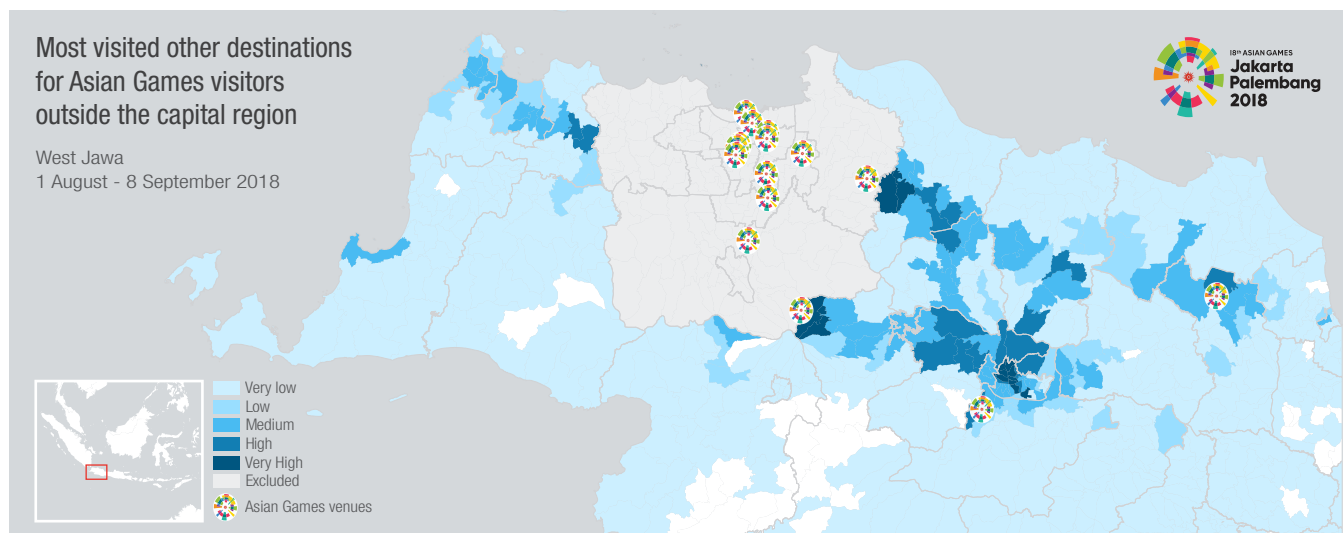 Most visited other destinations
for Asian Games visitors
outside the capital region
West Jawa
1 August - 8 September 2018
18th ASIAN GAMES
Jakarta
Palembang
2018
Very low
Low
Medium
High
Very High
Excluded
Asian Games venues